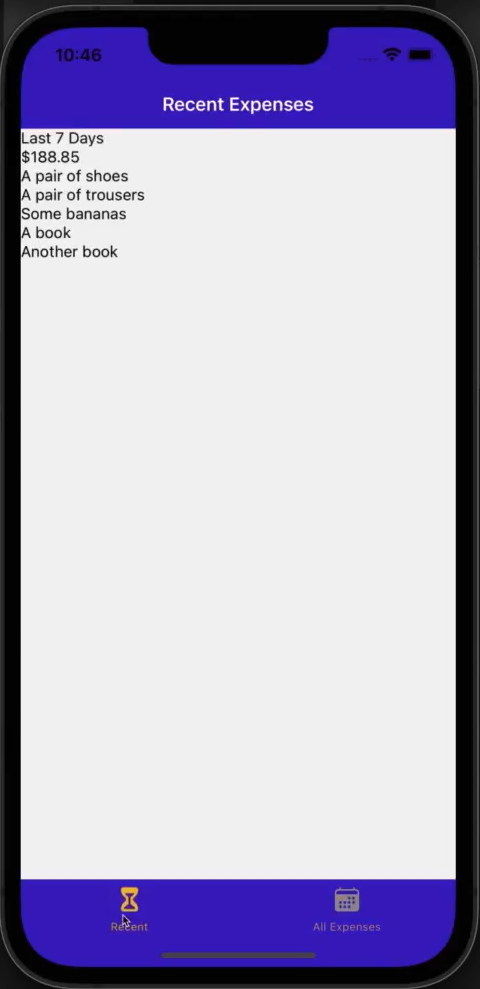 10:46
Recent Expenses
Last 7 Days
$188.85
A pair of shoes
A pair of trousers
Some bananas
A book
Another book
Recent
All Expenses